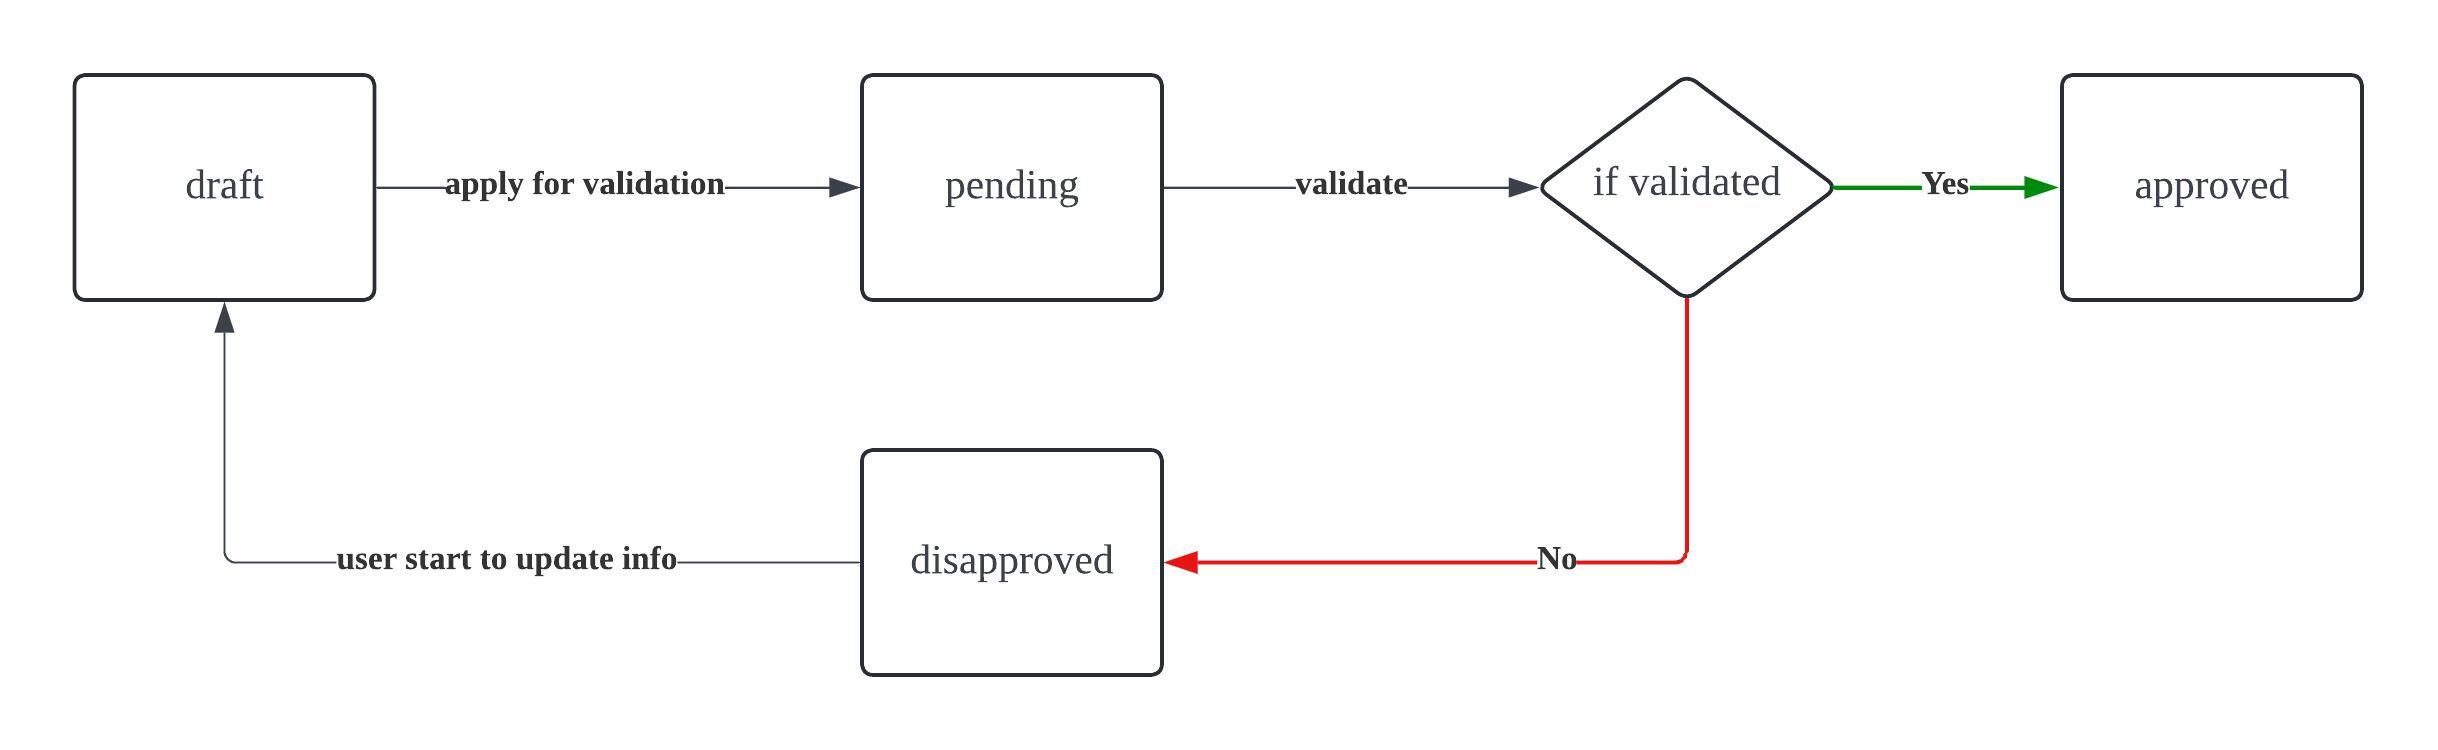 draft
apply for validation
pending
validate
if validated
Yes
approved
user start to update info
disapproved
No